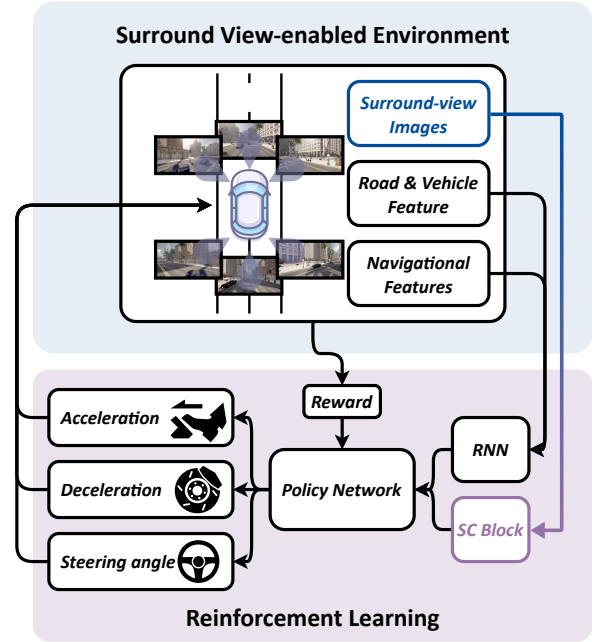 Surround View-enabled Environment
Surround-view
Images
Road & Vehicle
Feature
Navigational
Features
Reward
Acceleration
Deceleration
Steering angle
Policy Network
RNN
SC Block
Reinforcement Learning